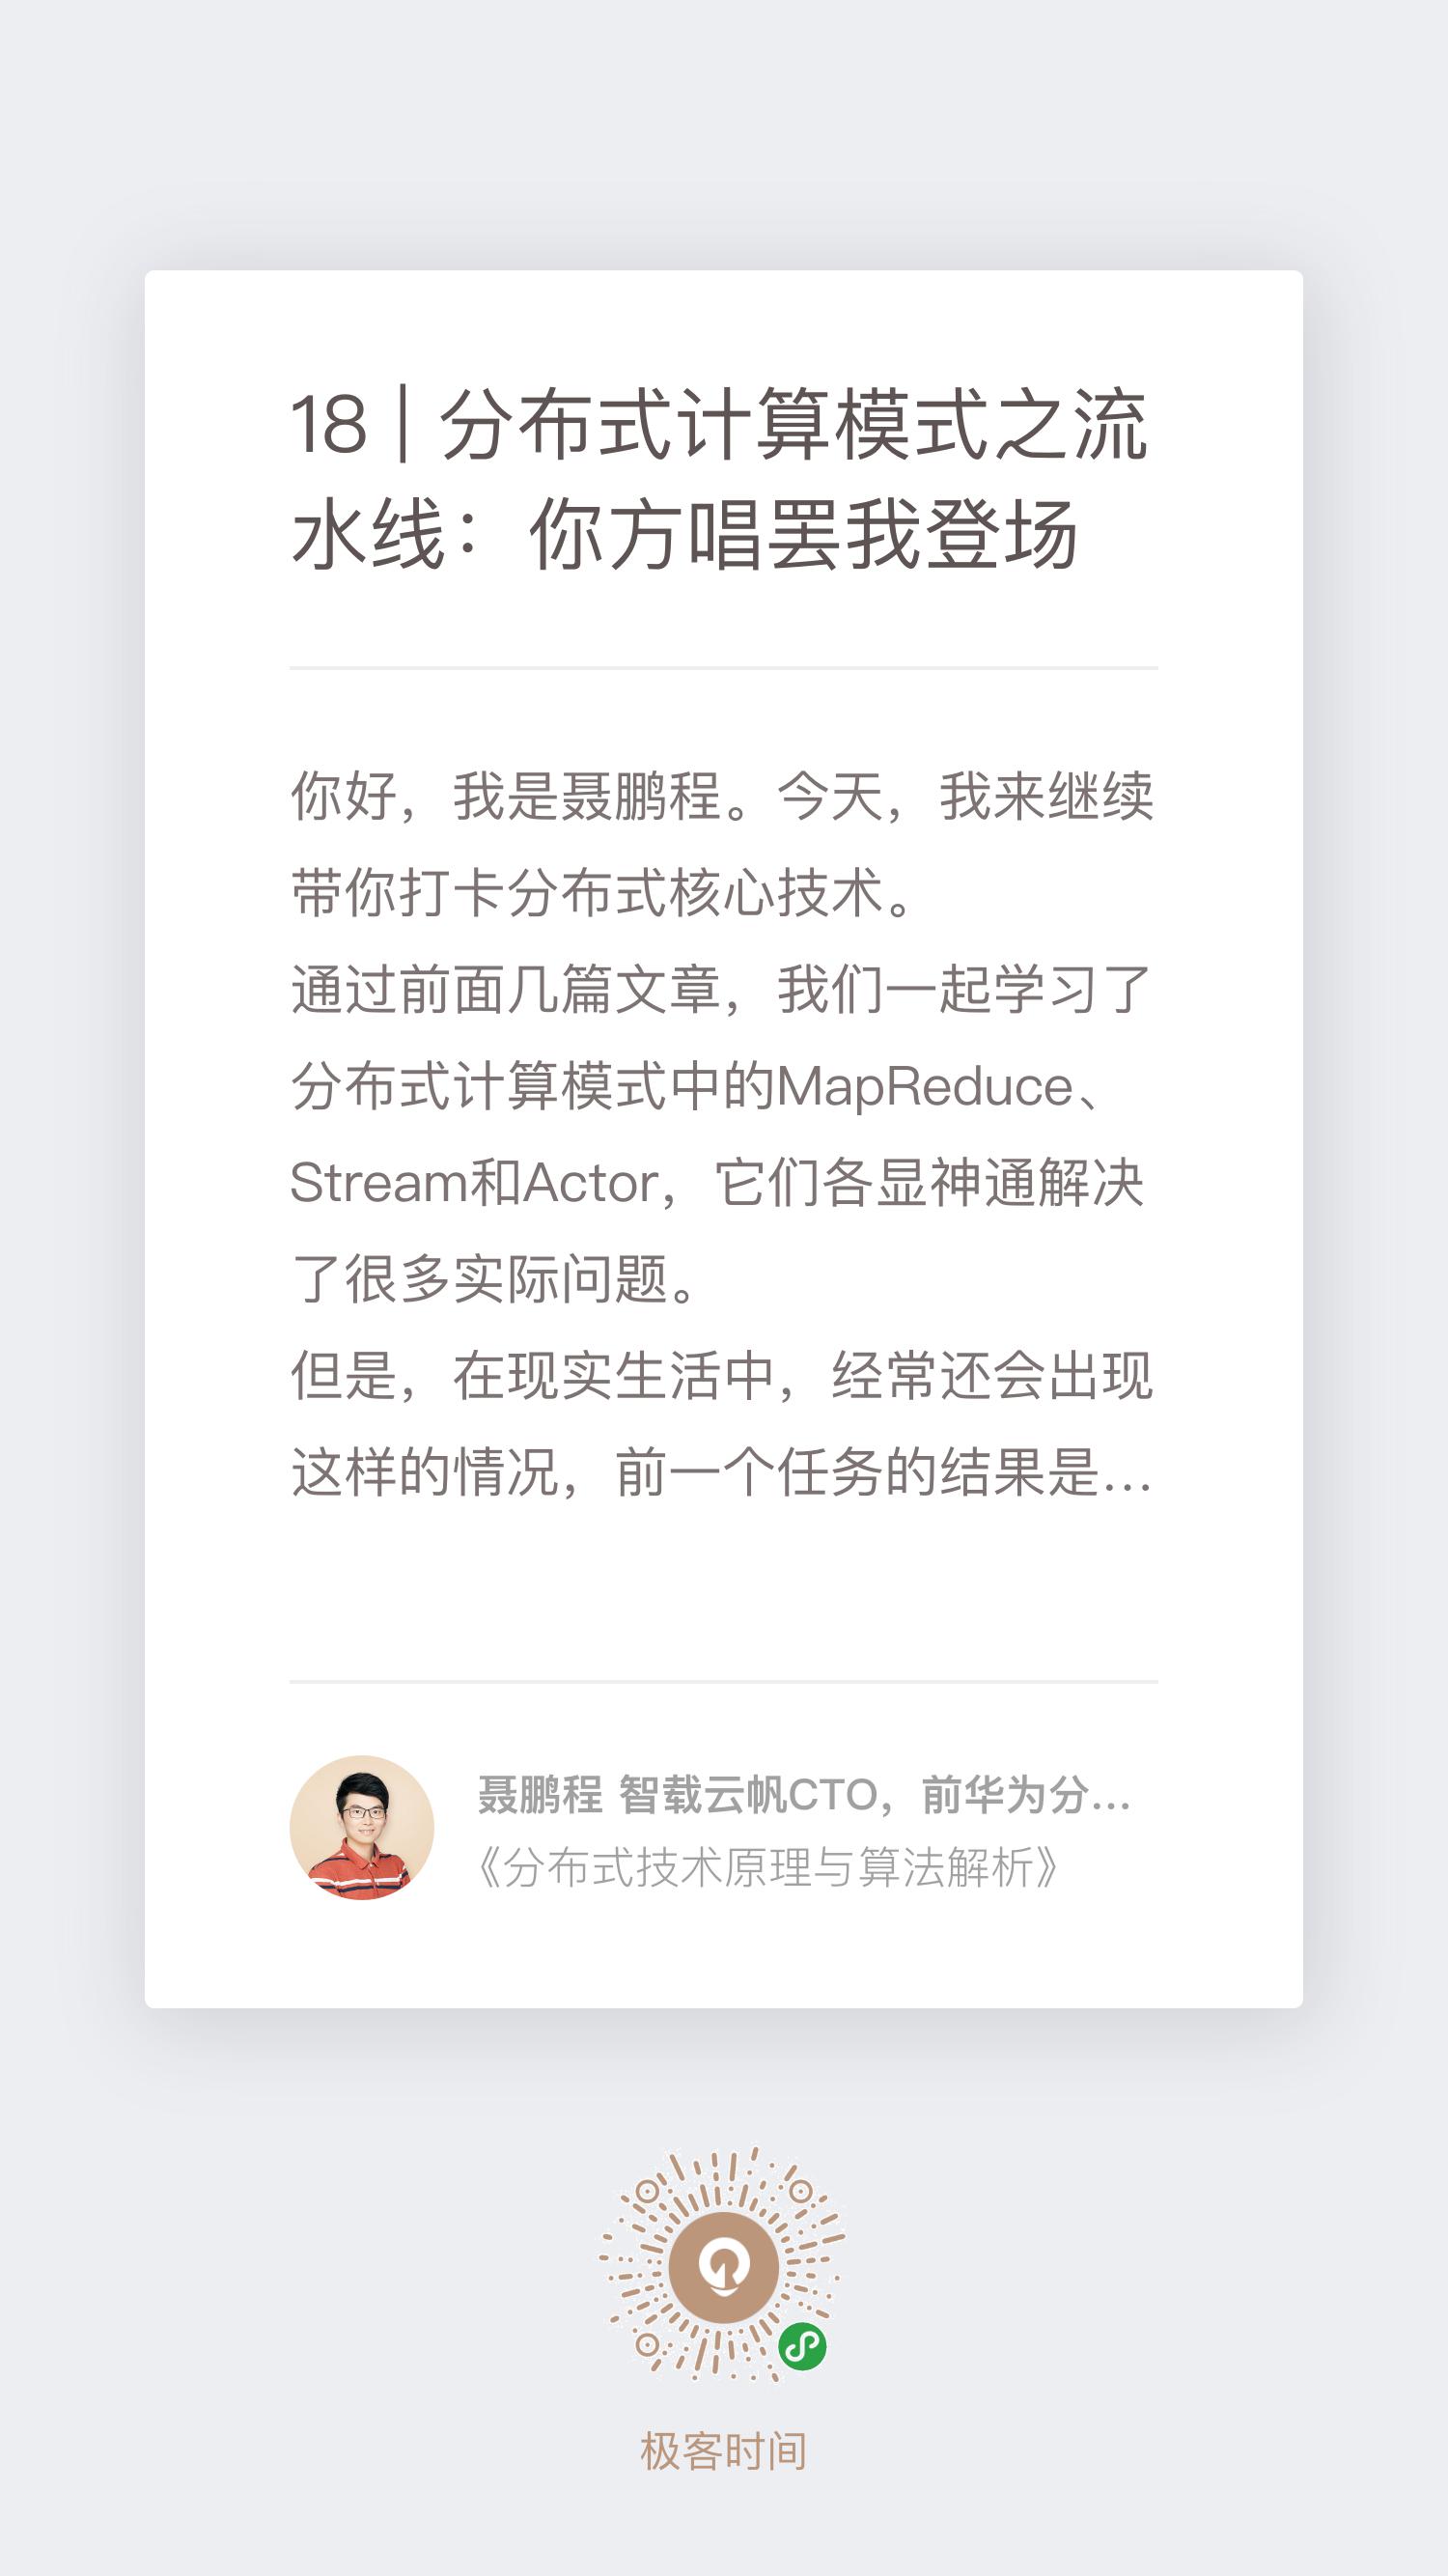 18 | 分布式计算模式之流
水线：你方唱罢我登场
你好，我是聂鹏程。今天，我来继续
带你打卡分布式核心技术。
通过前面几篇文章，我们一起学习了
分布式计算模式中的MapReduce、
Stream和Actor，它们各显神通解决
了很多实际问题。
但是，在现实生活中，经常还会出现
这样的情况，前一个任务的结果是...
聂鹏程 智载云帆CTO，前华为分...
《分布式技术原理与算法解析》
极客时间